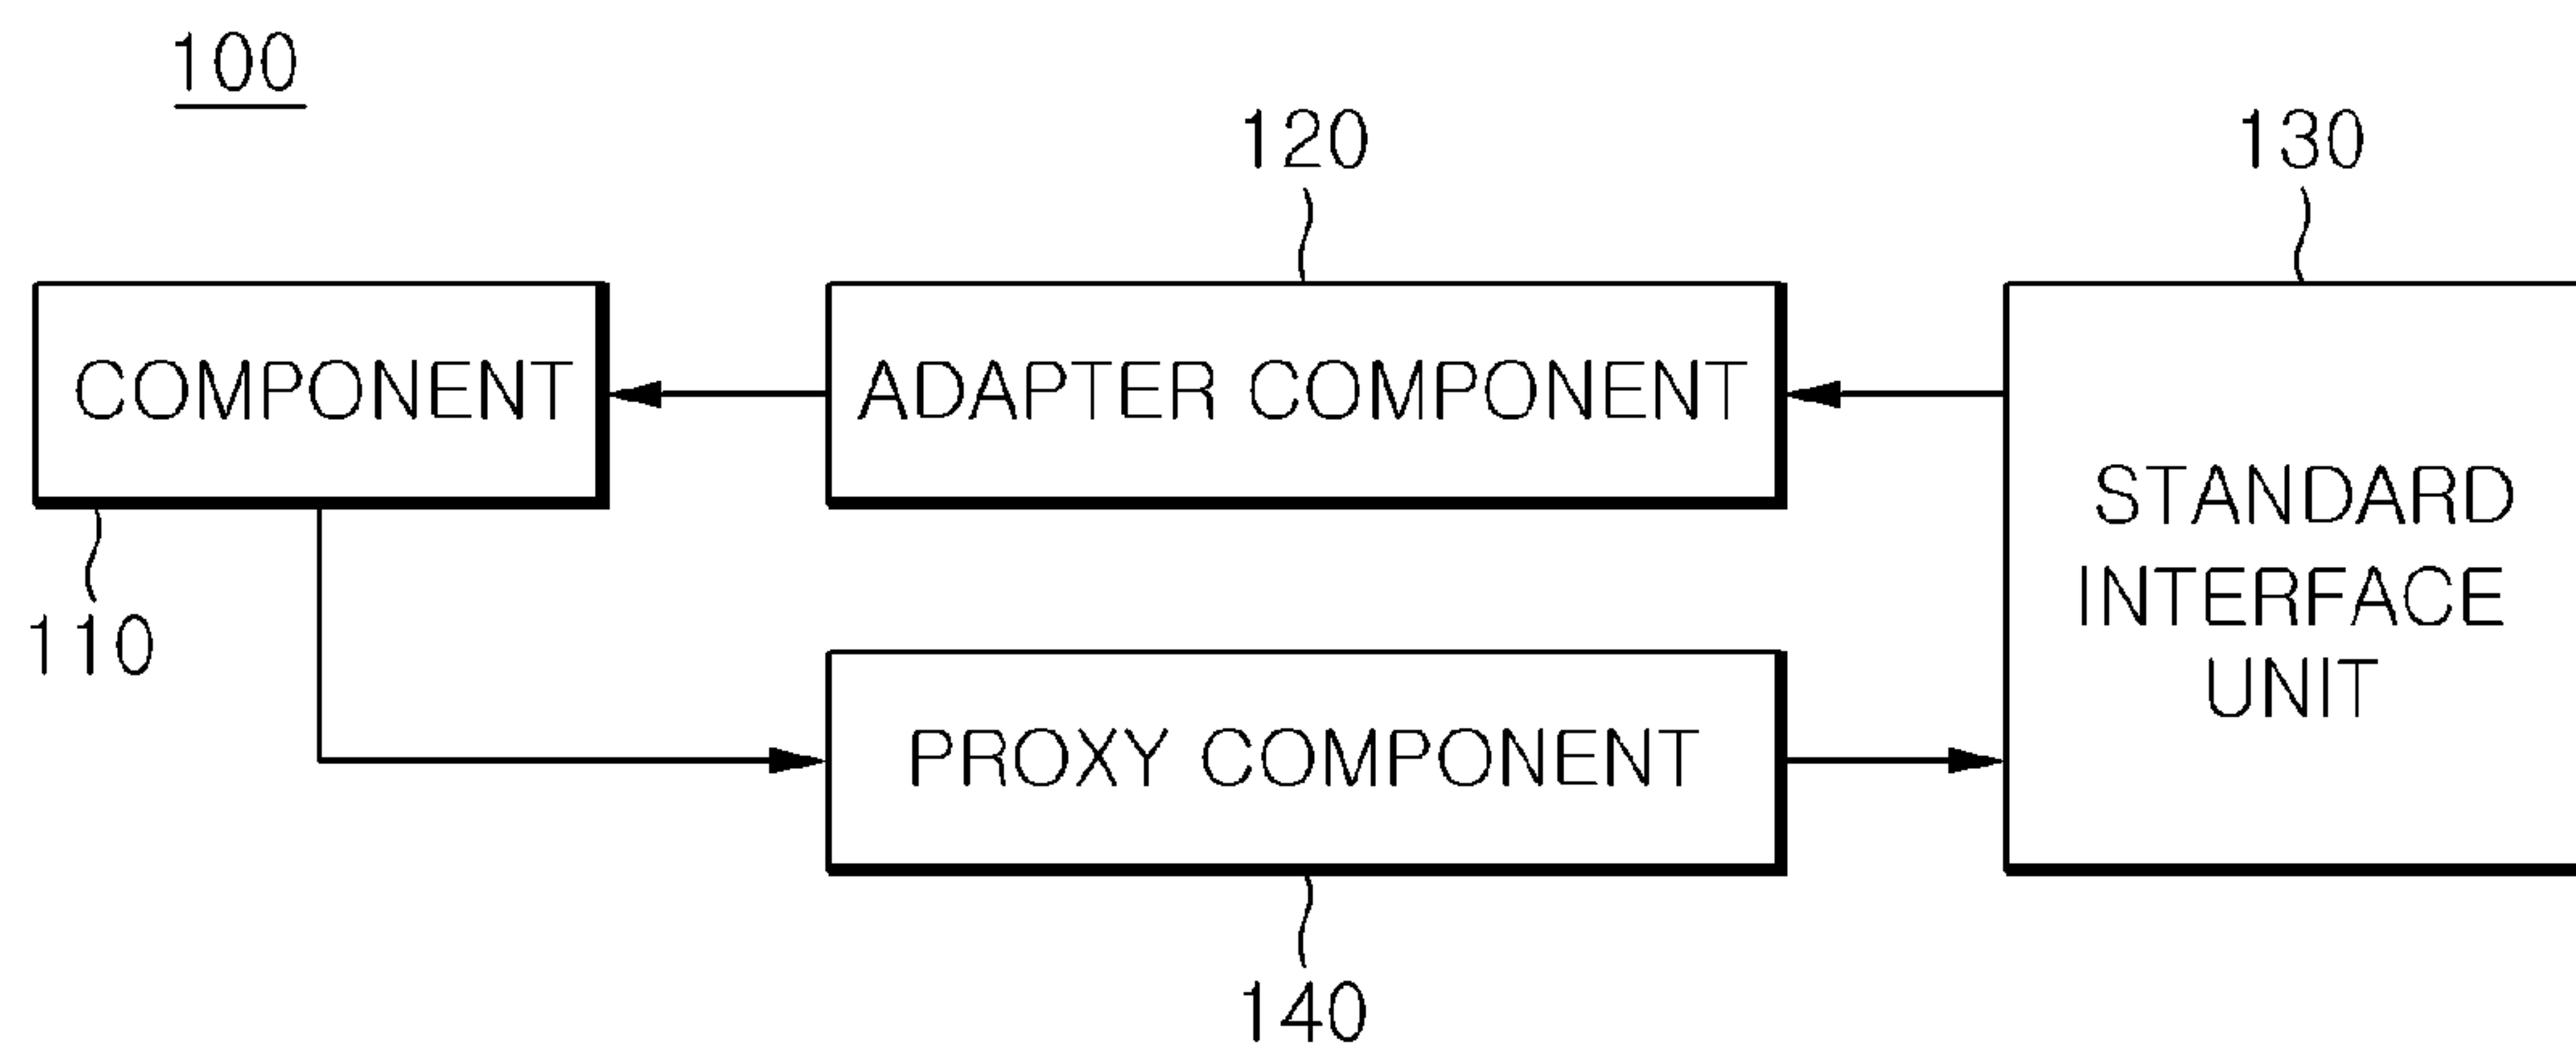 100
120
130
COMPONENT
ADAPTER COMPONENT
STANDARD
INTERFACE
UNIT
110
PROXY COMPONENT
140